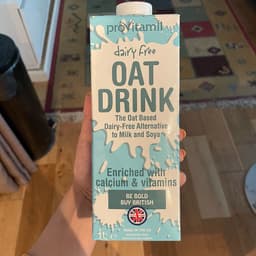 proVitamil
dairy free
OAT
DRINK
The Oat Based
Dairy-Free Alternative
to Milk and Soya
Enriched with
calcium & vitamins
BE BOLD
BUY BRITISH
1L